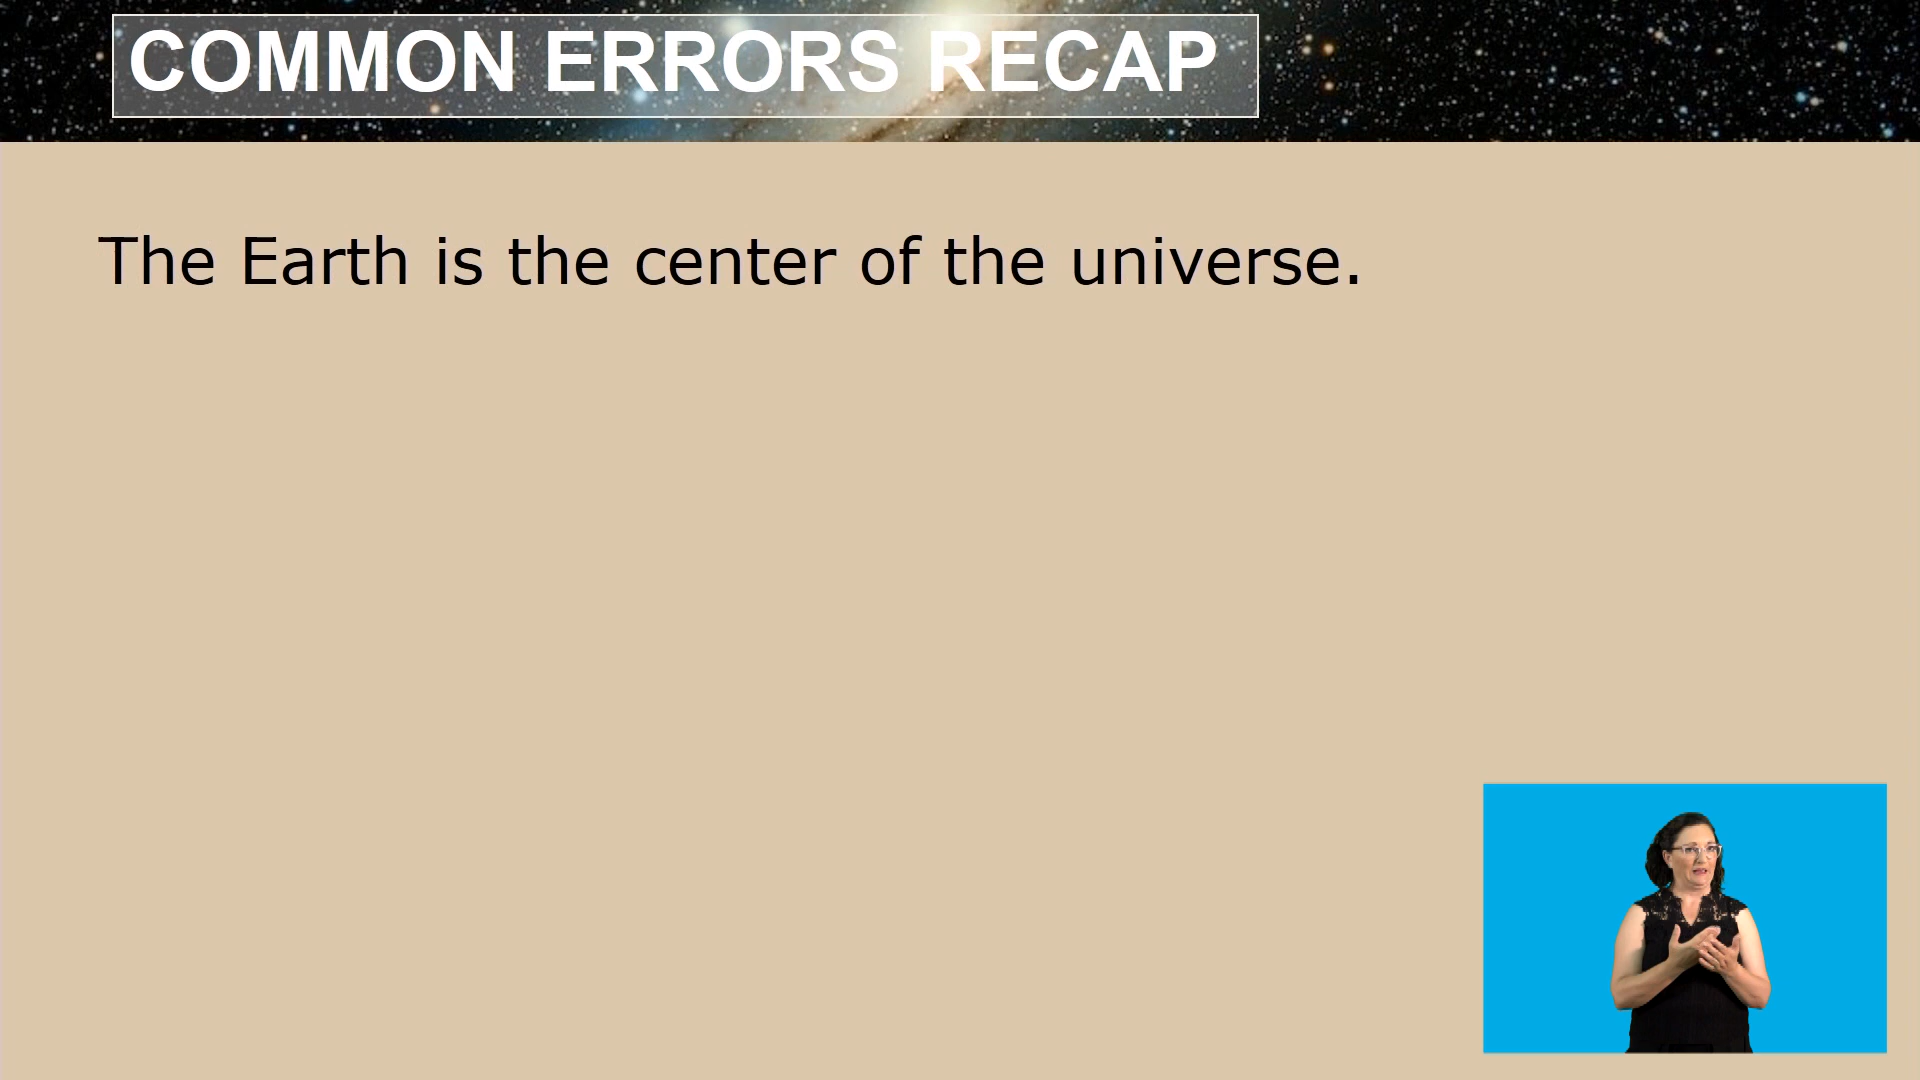 COMMON ERRORS RECAP
The Earth is the center of the universe.